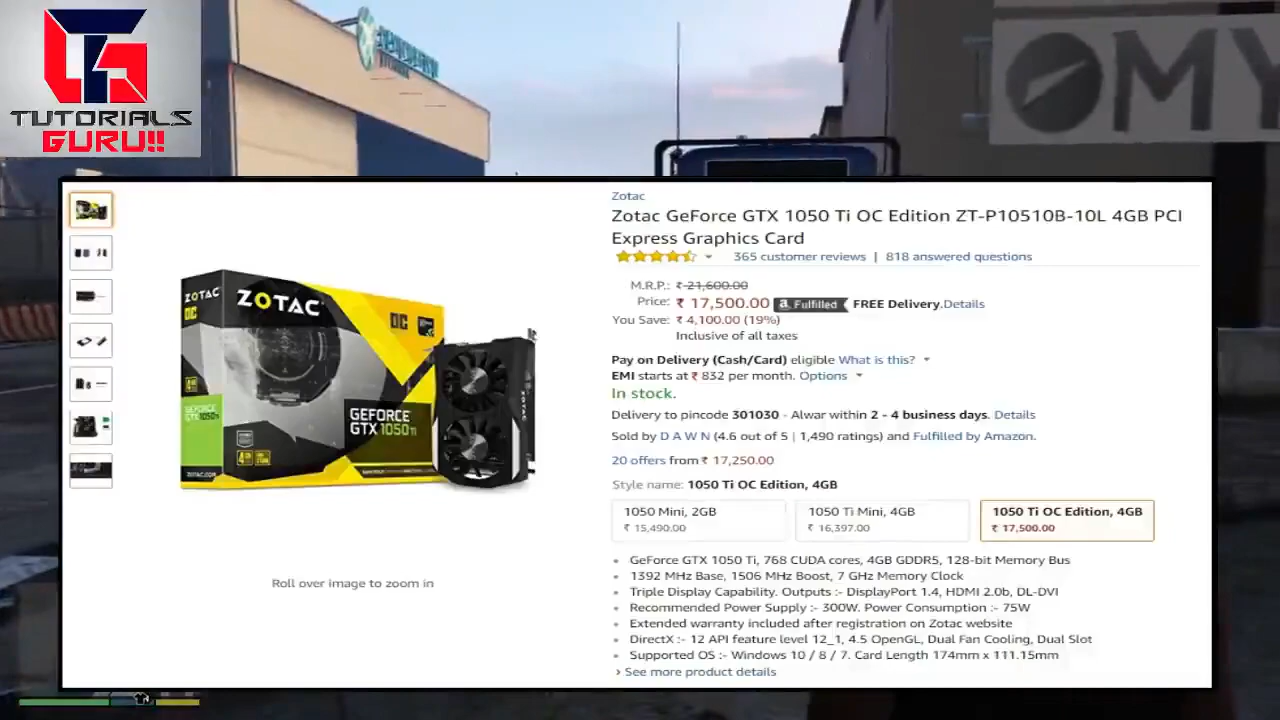 TUTORIALS
GURU!!
OMY
Zotac
Zotac GeForce GTX 1050 Ti OC Edition ZT-P10510B-10L 4GB PCI
Express Graphics Card
365 customer reviews | 818 answered questions
M.R.P.: ₹ 21,600.00
Price: ₹ 17,500.00 a Fulfilled FREE Delivery.Details
You Save: ₹ 4,100.00 (19%)
Inclusive of all taxes
Pay on Delivery (Cash/Card) eligible What is this?
EMI starts at ₹ 832 per month. Options
In stock.
Delivery to pincode 301030 - Alwar within 2 - 4 business days. Details
Sold by D A W N (4.6 out of 5 | 1,490 ratings) and Fulfilled by Amazon.
20 offers from ₹ 17,250.00
Style name: 1050 Ti OC Edition, 4GB
1050 Mini, 2GB
₹ 15,490.00
1050 Ti Mini, 4GB
₹ 16,397.00
1050 Ti OC Edition, 4GB
₹ 17,500.00
GeForce GTX 1050 Ti, 768 CUDA cores, 4GB GDDR5, 128-bit Memory Bus
1392 MHz Base, 1506 MHz Boost, 7 GHz Memory Clock
Triple Display Capability. Outputs :- DisplayPort 1.4, HDMI 2.0b, DL-DVI
Recommended Power Supply :- 300W. Power Consumption :- 75W
Extended warranty included after registration on Zotac website
DirectX :- 12 API feature level 12_1, 4.5 OpenGL, Dual Fan Cooling, Dual Slot
Supported OS :- Windows 10 / 8 / 7. Card Length 174mm x 111.15mm
› See more product details
ZOTAC
OC
ZOTAC
OC
GEFORCE
GTX 1050 Ti
GEFORCE
GTX 1050 Ti
ZOTAC.COM
Roll over image to zoom in